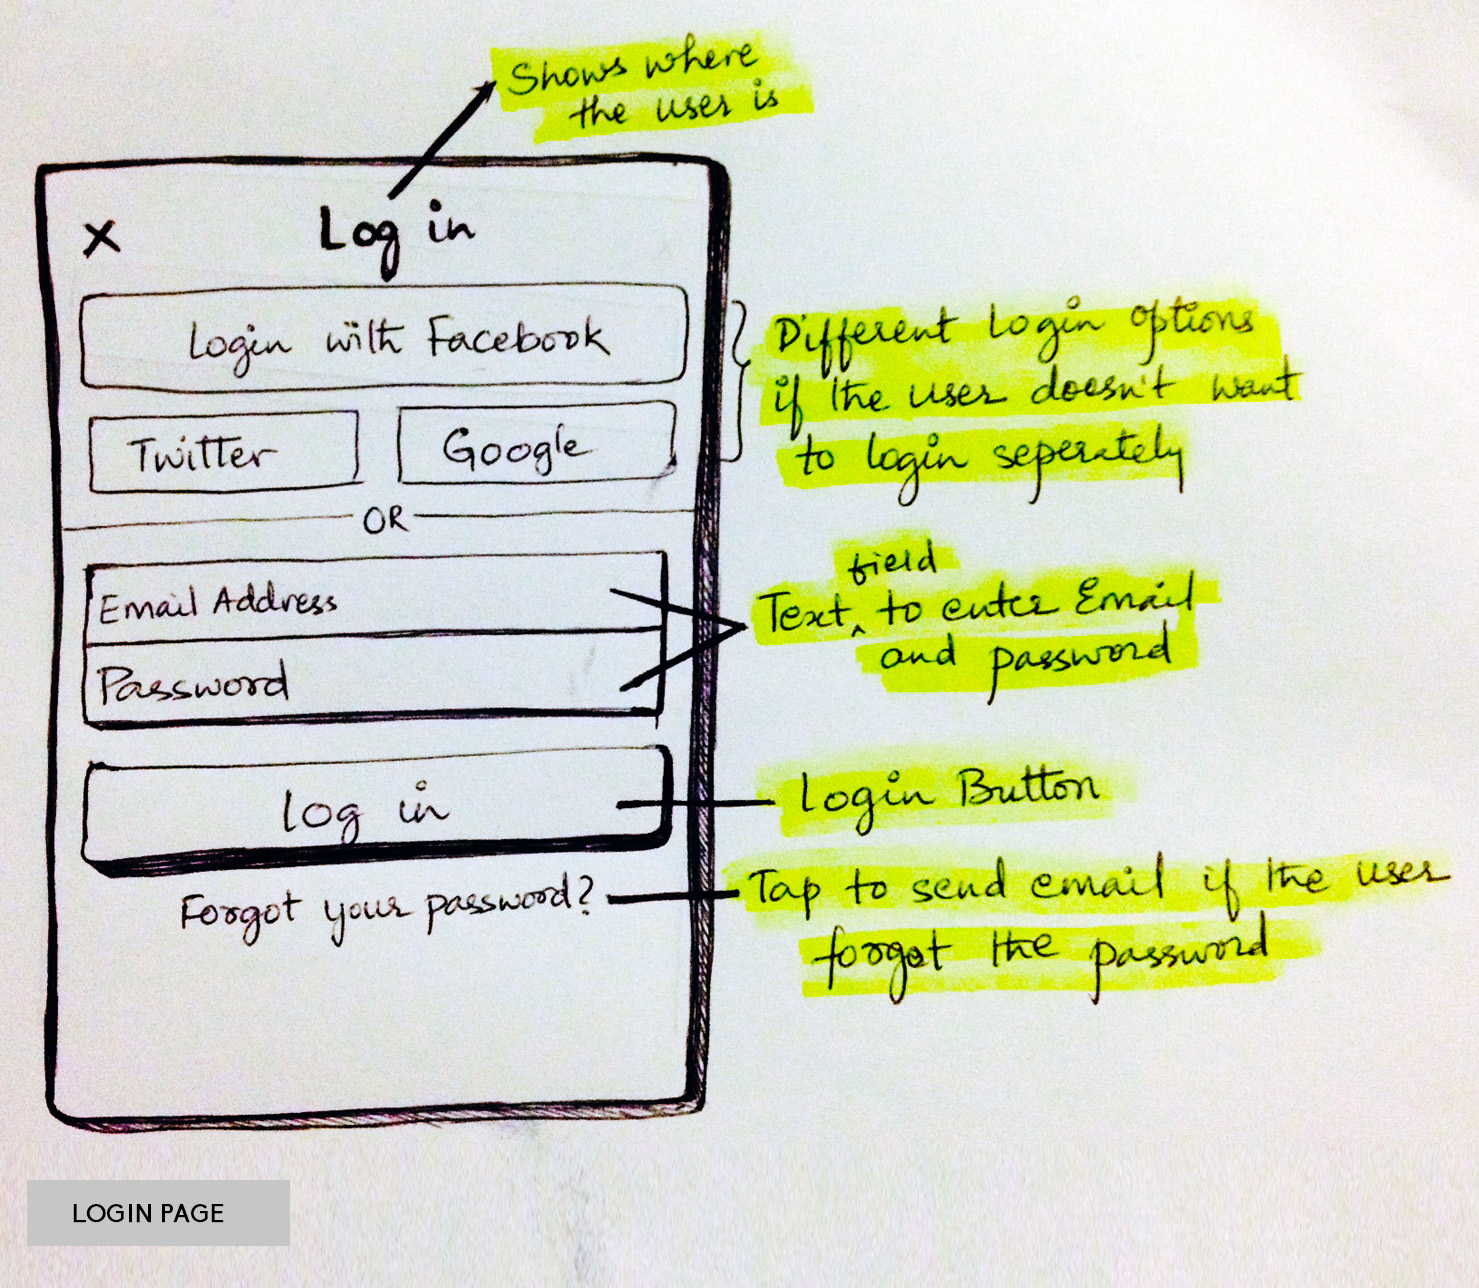 Shows where
the user is
X
Log in
Login with Facebook
Different Login options
if the user doesn't want
to login seperately
Twitter
Google
OR
field
Text ‸ to enter Email
and password
Email Address
Password
Log in
Login Button
Forgot your password?
Tap to send email if the user
forgot the password
LOGIN PAGE